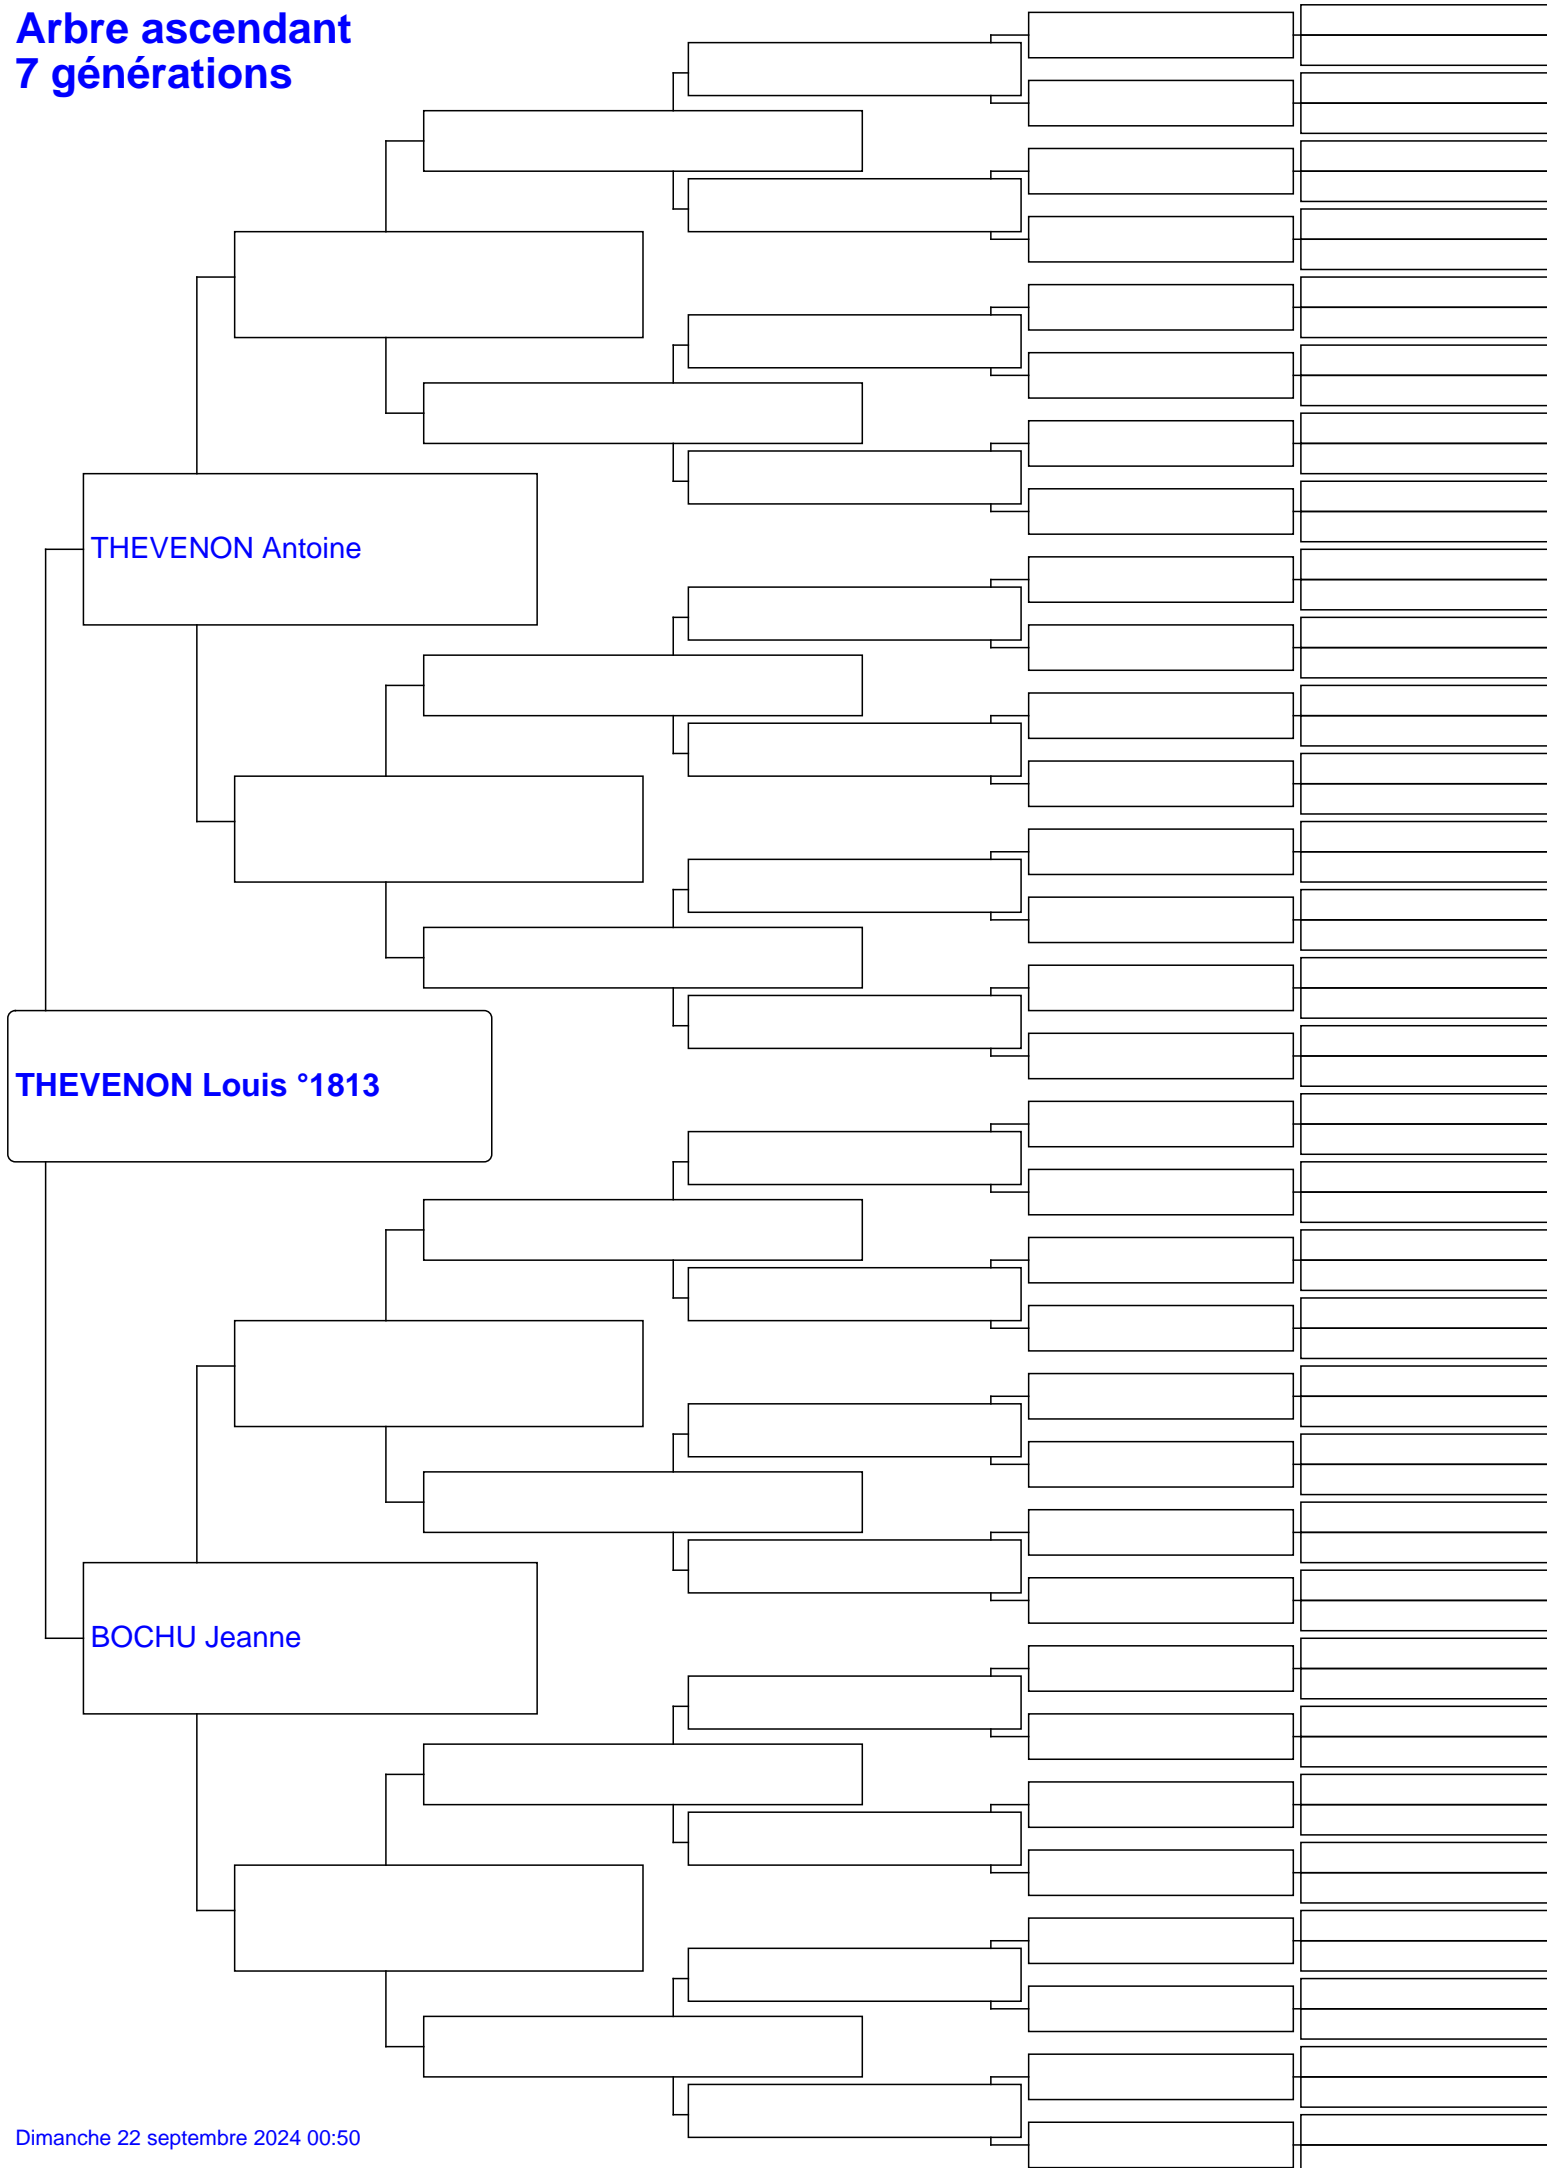 Arbre ascendant
7 générations
THEVENON Antoine
THEVENON Louis °1813
BOCHU Jeanne
Dimanche 22 septembre 2024 00:50